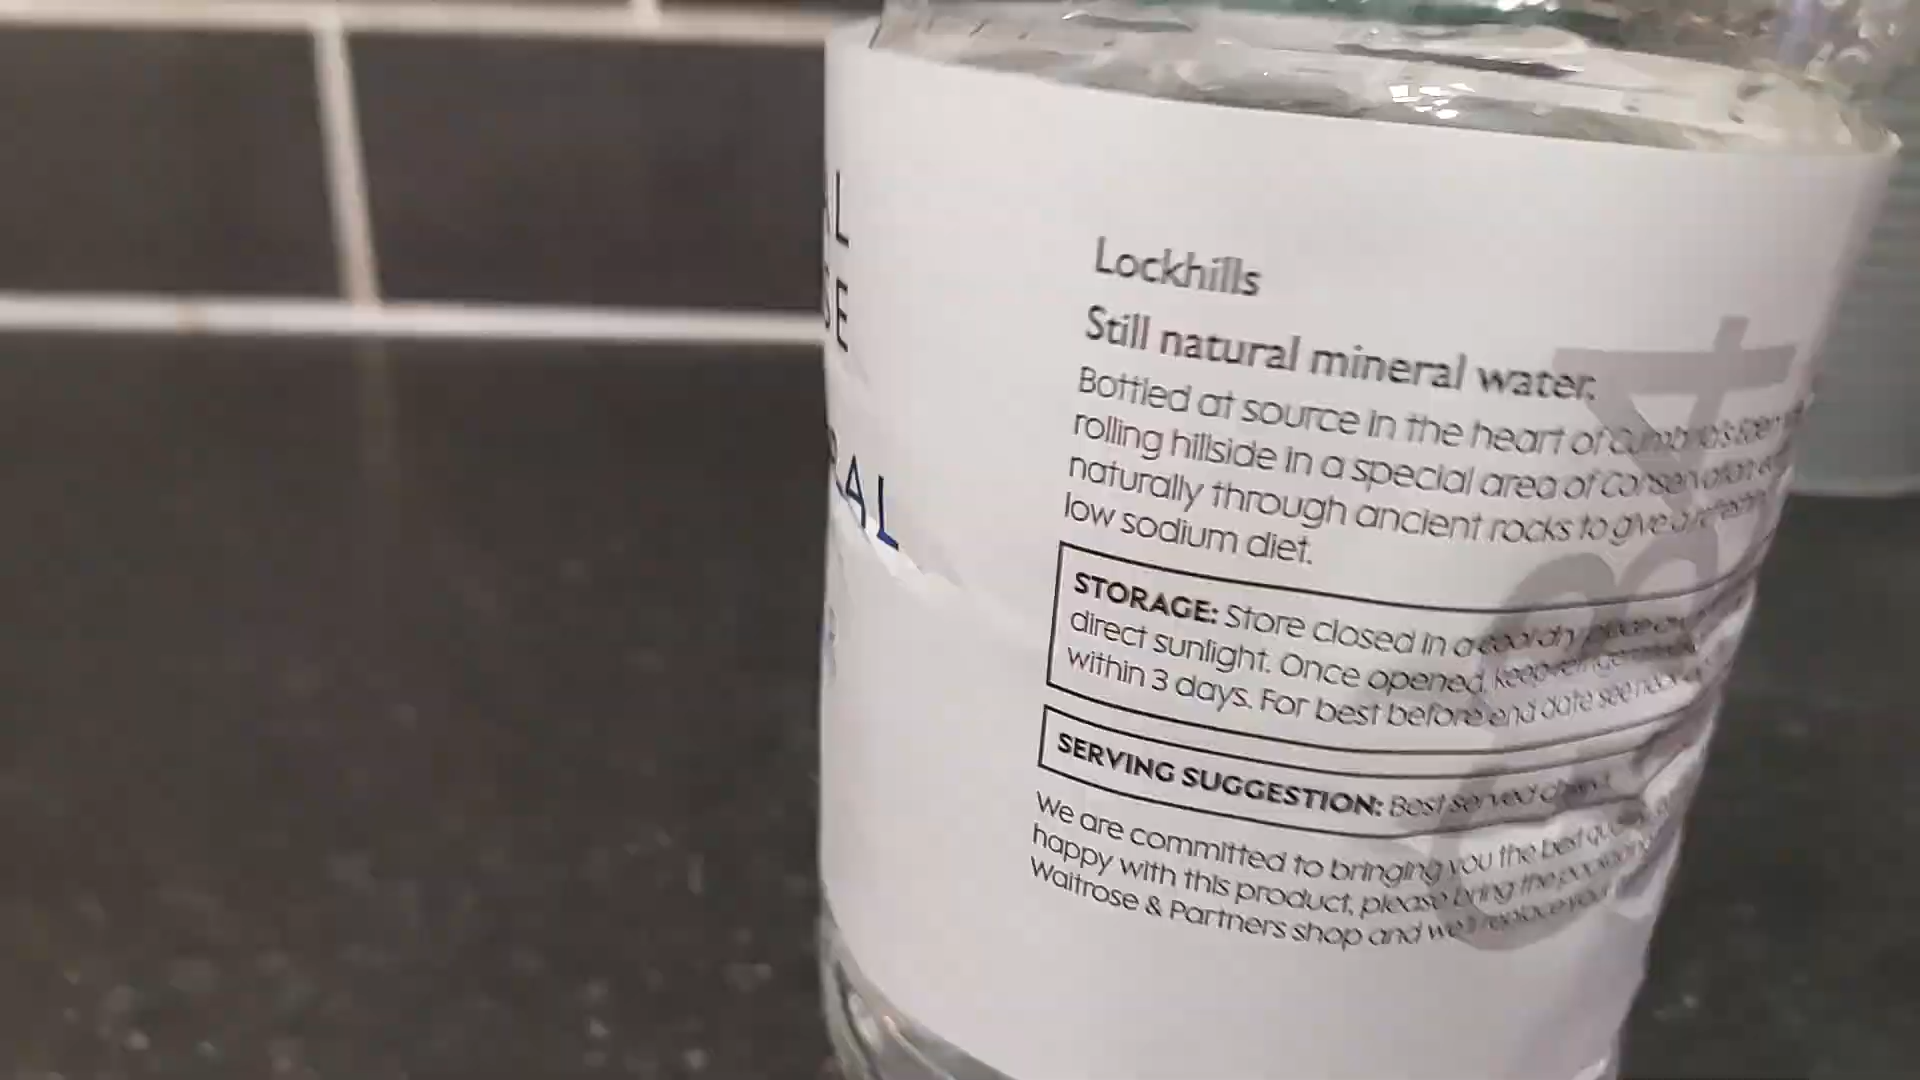 Lockhills
Still natural mineral water.
Bottled at source in the heart of Cumbria's Eden
rolling hillside in a special area of conservation
naturally through ancient rocks to give a refreshing
low sodium diet.
STORAGE: Store closed in a cool dry place
direct sunlight. Once opened, keep refrigerated
within 3 days. For best before end date see neck
SERVING SUGGESTION: Best served chilled
We are committed to bringing you the best quality
happy with this product, please bring the packaging
Waitrose & Partners shop and we'll replace